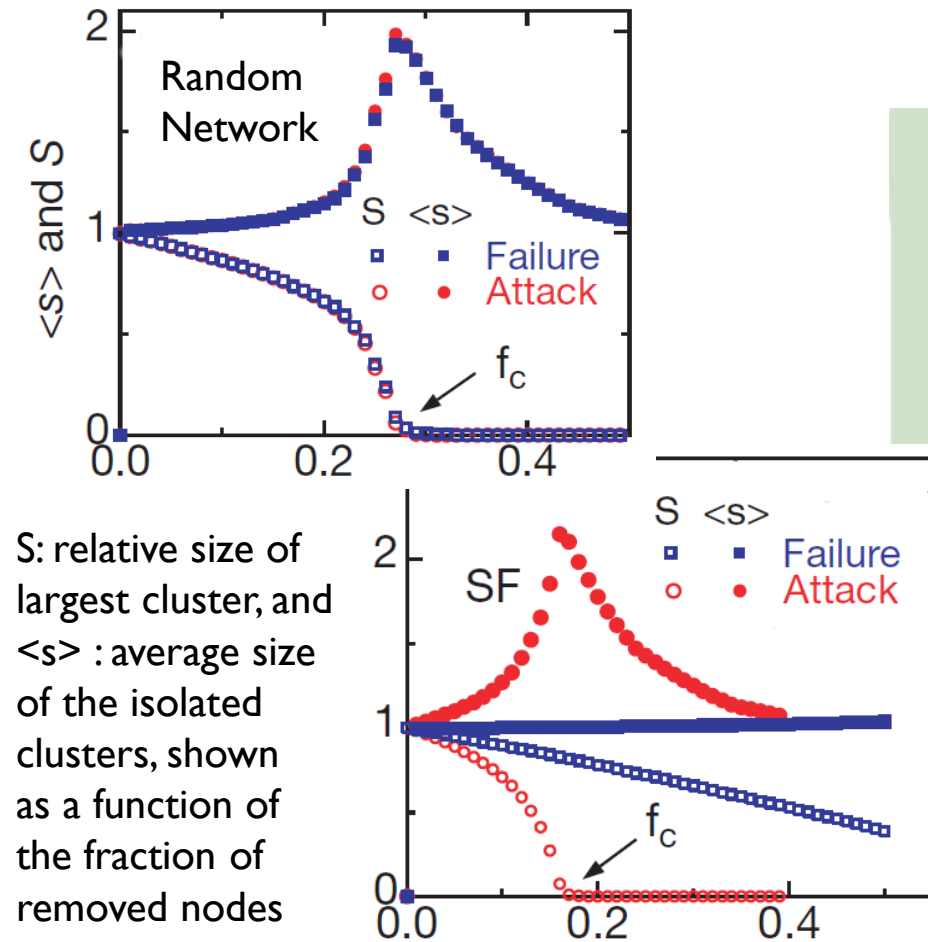 2
Random
Network
<s> and S
1
S <s>
Failure
Attack
f_c
0
0.0 0.2 0.4
S: relative size of
largest cluster, and
<s> : average size
of the isolated
clusters, shown
as a function of
the fraction of
removed nodes
S <s>
Failure
Attack
2
SF
1
f_c
0
0.0 0.2 0.4